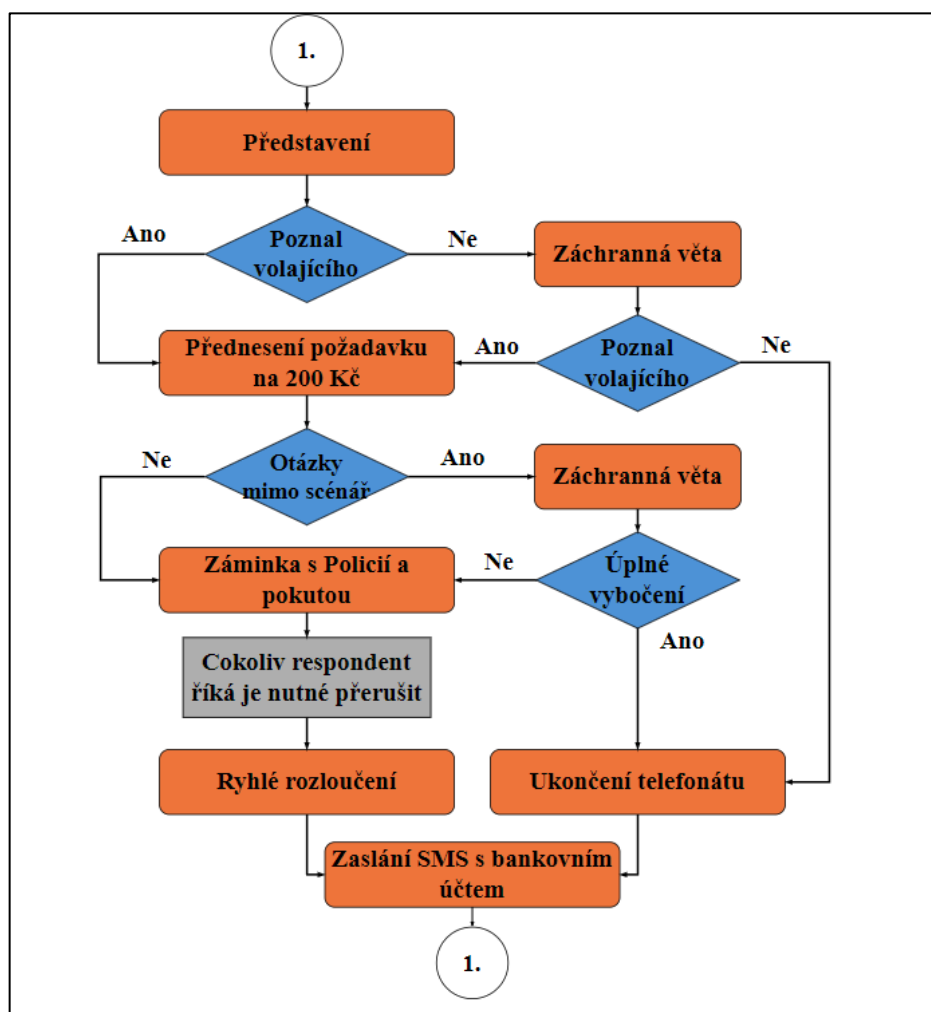 1.
Představení
Ano
Poznal
volajícího
Ne
Záchranná věta
Přednesení požadavku
na 200 Kč
Ano
Poznal
volajícího
Ne
Ne
Otázky
mimo scénář
Ano
Záchranná věta
Záminka s Policií a
pokutou
Ne
Úplné
vybočení
Ano
Cokoliv respondent
říká je nutné přerušit
Ryhlé rozloučení
Ukončení telefonátu
Zaslání SMS s bankovním
účtem
1.